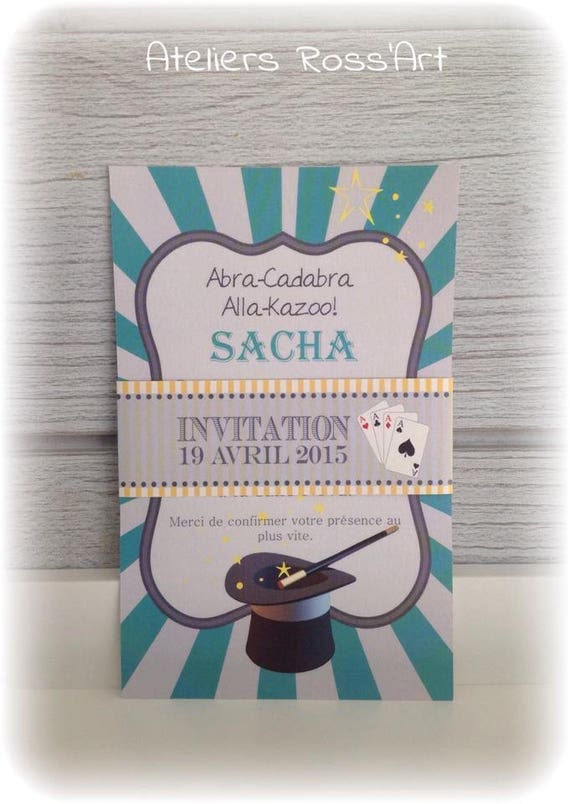 Ateliers Ross'Art
Abra-Cadabra
Alla-Kazoo!
SACHA
INVITATION
19 AVRIL 2015
A A A A
A
Merci de confirmer votre présence au
plus vite.